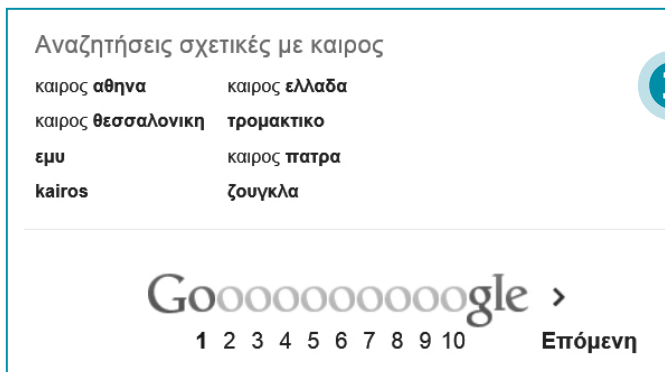 Αναζητήσεις σχετικές με καιρος
καιρος αθηνα καιρος ελλαδα
καιρος θεσσαλονικη τρομακτικο
εμυ καιρος πατρα
kairos ζουγκλα
Goooooooooogle >
1 2 3 4 5 6 7 8 9 10 Επόμενη